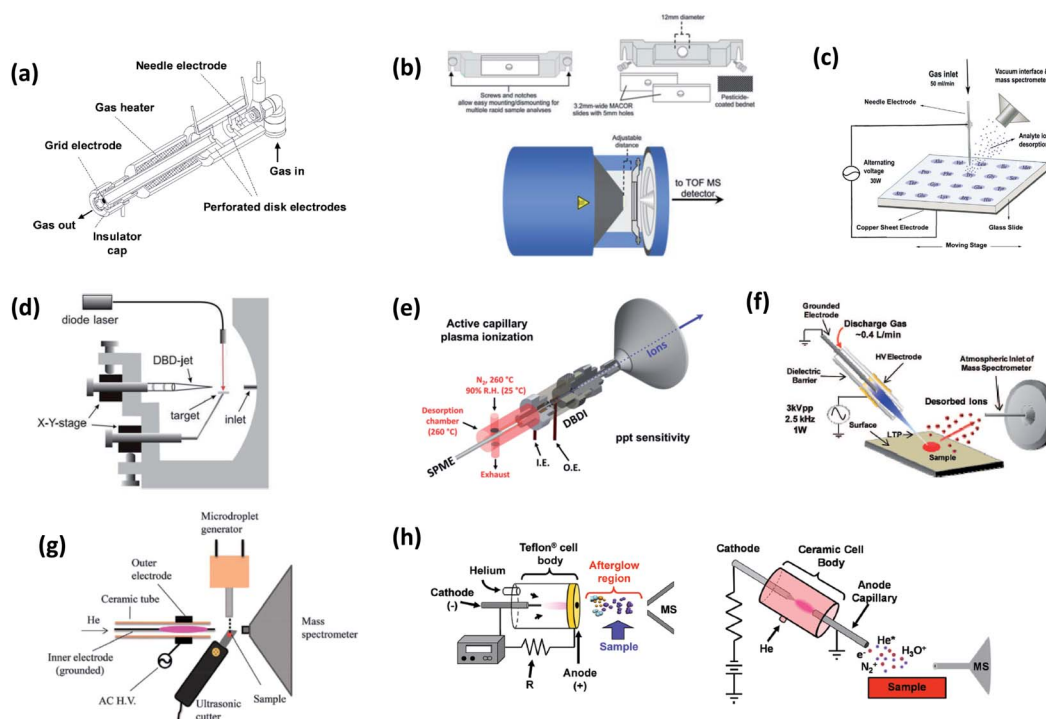 (a)
Needle electrode
Gas heater
Grid electrode
Gas in
Perforated disk electrodes
Gas out
Insulator
cap
(b)
12mm diameter
Screws and notches
allow easy mounting/dismounting for
multiple rapid sample analyses
3.2mm-wide MACOR
slides with 5mm holes
Pesticide-
coated bednet
Adjustable
distance
to TOF MS
detector
(c)
Gas inlet
50 ml/min
Vacuum interface
mass spectrometer
Needle Electrode
Analyte
desorption
Alternating
voltage
30W
Copper Sheet Electrode
Glass Slide
Moving Stage
(d)
diode laser
DBD-jet
X-Y-stage
target
inlet
(e)
Active capillary
plasma ionization
Ions
N₂, 260 °C
90% R.H. (25 °C)
Desorption
chamber
(260 °C)
DBDI
ppt sensitivity
SPME
I.E.
O.E.
Exhaust
(f)
Grounded
Electrode
Discharge Gas
~0.4 L/min
HV Electrode
Atmospheric Inlet of
Mass Spectrometer
Dielectric
Barrier
Desorbed Ions
3kVpp
2.5 kHz
1W
Surface
LTP
Sample
(g)
Microdroplet
generator
Outer
electrode
Ceramic tube
He
Mass
spectrometer
Inner electrode
(grounded)
AC H.V.
Ultrasonic
cutter
Sample
(h)
Teflon® cell
body
Helium
Afterglow
region
Cathode
(-)
MS
Sample
R
Anode
(+)
Cathode
Ceramic Cell
Body
Anode
Capillary
He
He*
e-
H₃O⁺
N₂⁺
MS
Sample